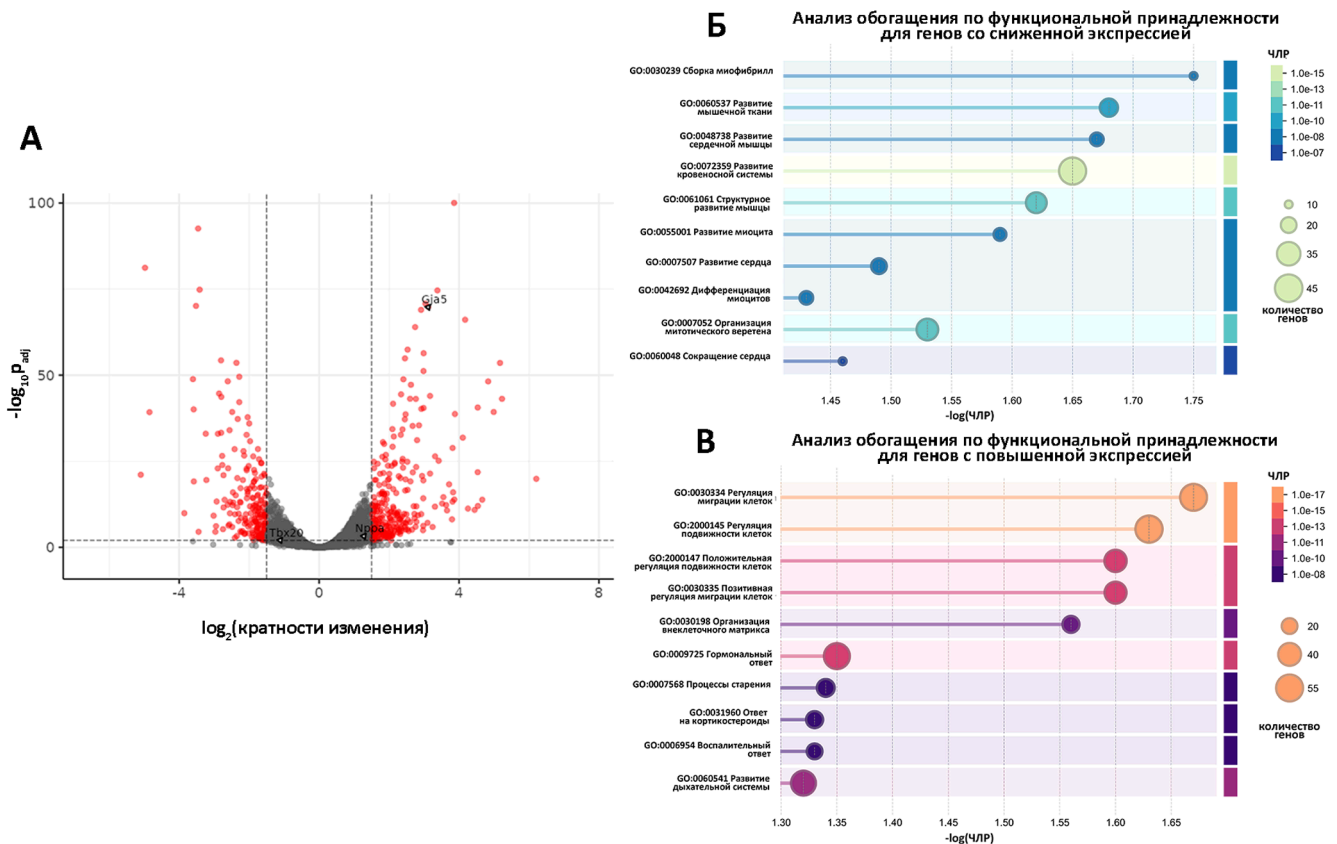 А
100
50
0
-4
0
4
8
-log10 padj
log2(кратности изменения)
Gja5
Tbx20
Nppa
Б
Анализ обогащения по функциональной принадлежности
для генов со сниженной экспрессией
GO:0030239 Сборка миофибрилл
GO:0060537 Развитие
мышечной ткани
GO:0048738 Развитие
сердечной мышцы
GO:0072359 Развитие
кровеносной системы
GO:0061061 Структурное
развитие мышцы
GO:0055001 Развитие миоцита
GO:0007507 Развитие сердца
GO:0042692 Дифференциация
миоцитов
GO:0007052 Организация
митотического веретена
GO:0060048 Сокращение сердца
1.45
1.50
1.55
1.60
1.65
1.70
1.75
-log(ЧЛР)
ЧЛР
1.0e-15
1.0e-13
1.0e-11
1.0e-10
1.0e-08
1.0e-07
10
20
35
45
количество
генов
В
Анализ обогащения по функциональной принадлежности
для генов с повышенной экспрессией
GO:0030334 Регуляция
миграции клеток
GO:2000145 Регуляция
подвижности клеток
GO:2000147 Положительная
регуляция подвижности клеток
GO:0030335 Позитивная
регуляция миграции клеток
GO:0030198 Организация
внеклеточного матрикса
GO:0009725 Гормональный
ответ
GO:0007568 Процессы старения
GO:0031960 Ответ
на кортикостероиды
GO:0006954 Воспалительный
ответ
GO:0060541 Развитие
дыхательной системы
1.30
1.35
1.40
1.45
1.50
1.55
1.60
1.65
-log(ЧЛР)
ЧЛР
1.0e-17
1.0e-15
1.0e-13
1.0e-11
1.0e-10
1.0e-08
20
40
55
количество
генов